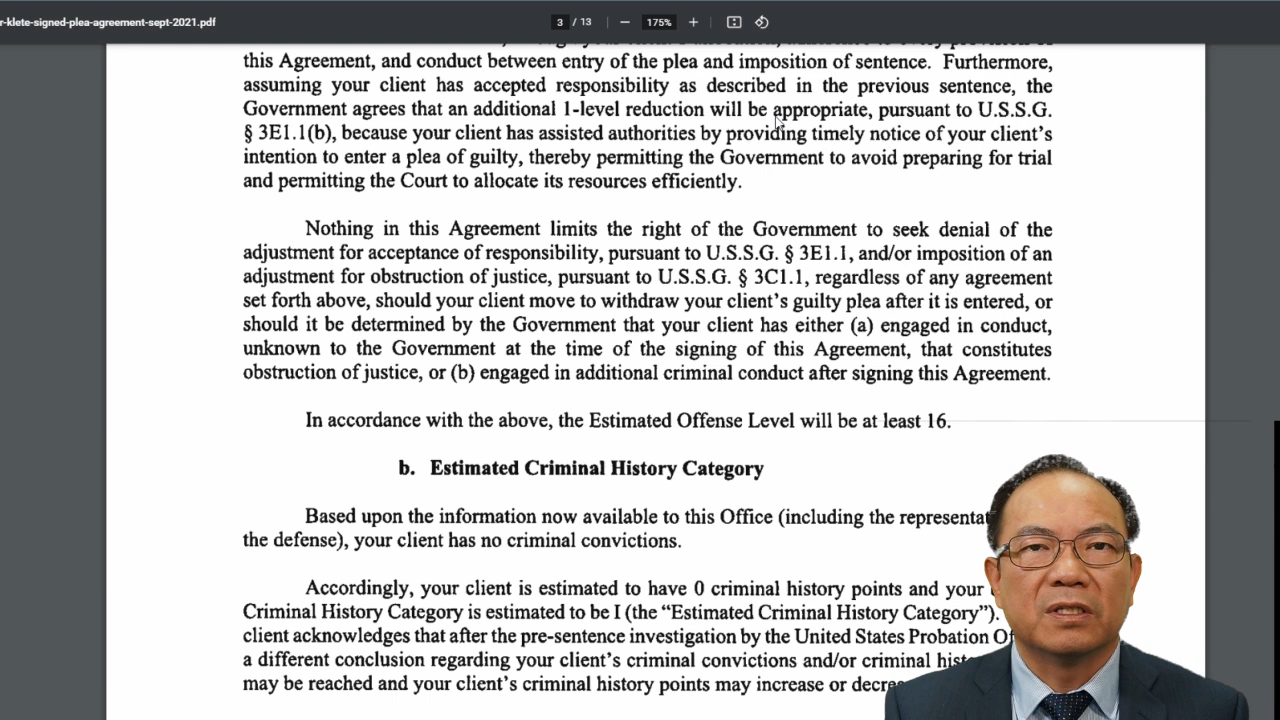 r-klete-signed-plea-agreement-sept-2021.pdf
3 / 13 − 175% +
this Agreement, and conduct between entry of the plea and imposition of sentence. Furthermore,
assuming your client has accepted responsibility as described in the previous sentence, the
Government agrees that an additional 1-level reduction will be appropriate, pursuant to U.S.S.G.
§ 3E1.1(b), because your client has assisted authorities by providing timely notice of your client’s
intention to enter a plea of guilty, thereby permitting the Government to avoid preparing for trial
and permitting the Court to allocate its resources efficiently.
Nothing in this Agreement limits the right of the Government to seek denial of the
adjustment for acceptance of responsibility, pursuant to U.S.S.G. § 3E1.1, and/or imposition of an
adjustment for obstruction of justice, pursuant to U.S.S.G. § 3C1.1, regardless of any agreement
set forth above, should your client move to withdraw your client’s guilty plea after it is entered, or
should it be determined by the Government that your client has either (a) engaged in conduct,
unknown to the Government at the time of the signing of this Agreement, that constitutes
obstruction of justice, or (b) engaged in additional criminal conduct after signing this Agreement.
In accordance with the above, the Estimated Offense Level will be at least 16.
b. Estimated Criminal History Category
Based upon the information now available to this Office (including the representat
the defense), your client has no criminal convictions.
Accordingly, your client is estimated to have 0 criminal history points and your
Criminal History Category is estimated to be I (the “Estimated Criminal History Category”).
client acknowledges that after the pre-sentence investigation by the United States Probation Of
a different conclusion regarding your client’s criminal convictions and/or criminal hist
may be reached and your client’s criminal history points may increase or decre